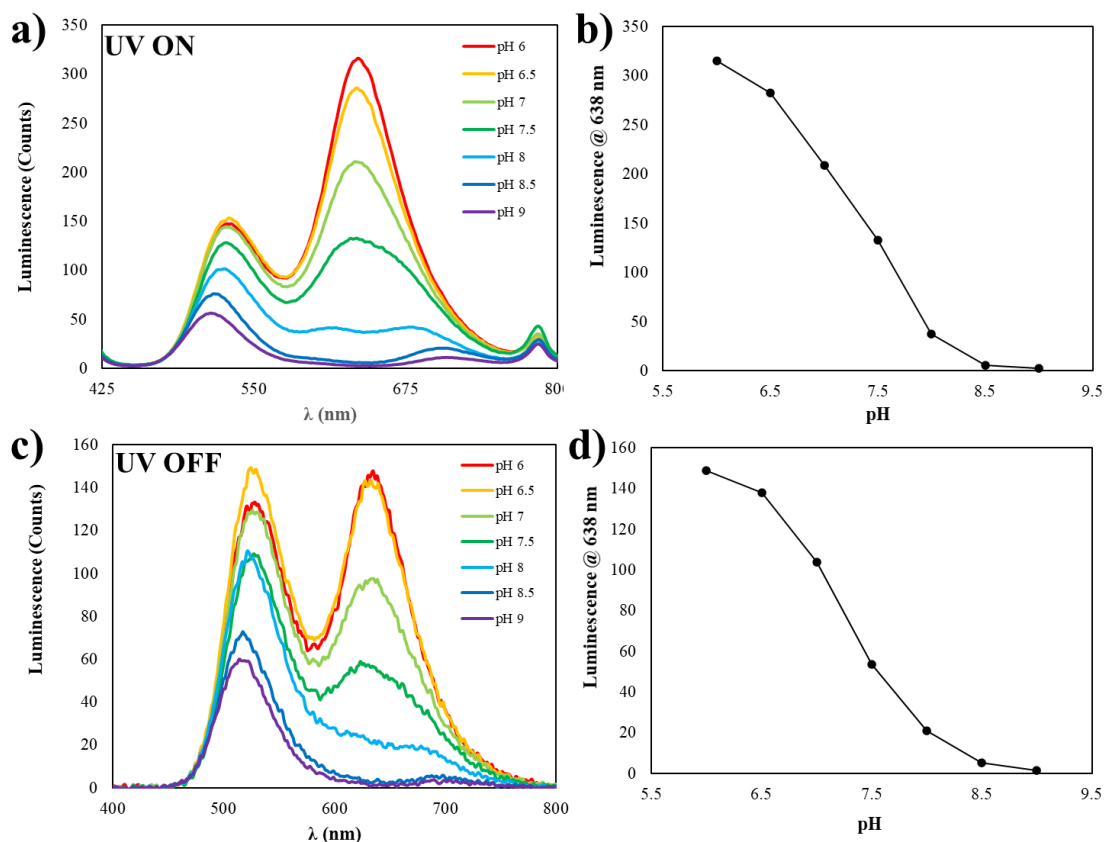 a)
UV ON
Luminescence (Counts)
350
300
250
200
150
100
50
0
425
550
675
800
λ (nm)
pH 6
pH 6.5
pH 7
pH 7.5
pH 8
pH 8.5
pH 9
b)
Luminescence @ 638 nm
350
300
250
200
150
100
50
0
5.5
6.5
7.5
8.5
9.5
pH
c)
UV OFF
Luminescence (Counts)
160
140
120
100
80
60
40
20
0
400
500
600
700
800
λ (nm)
pH 6
pH 6.5
pH 7
pH 7.5
pH 8
pH 8.5
pH 9
d)
Luminescence @ 638 nm
160
140
120
100
80
60
40
20
0
5.5
6.5
7.5
8.5
9.5
pH